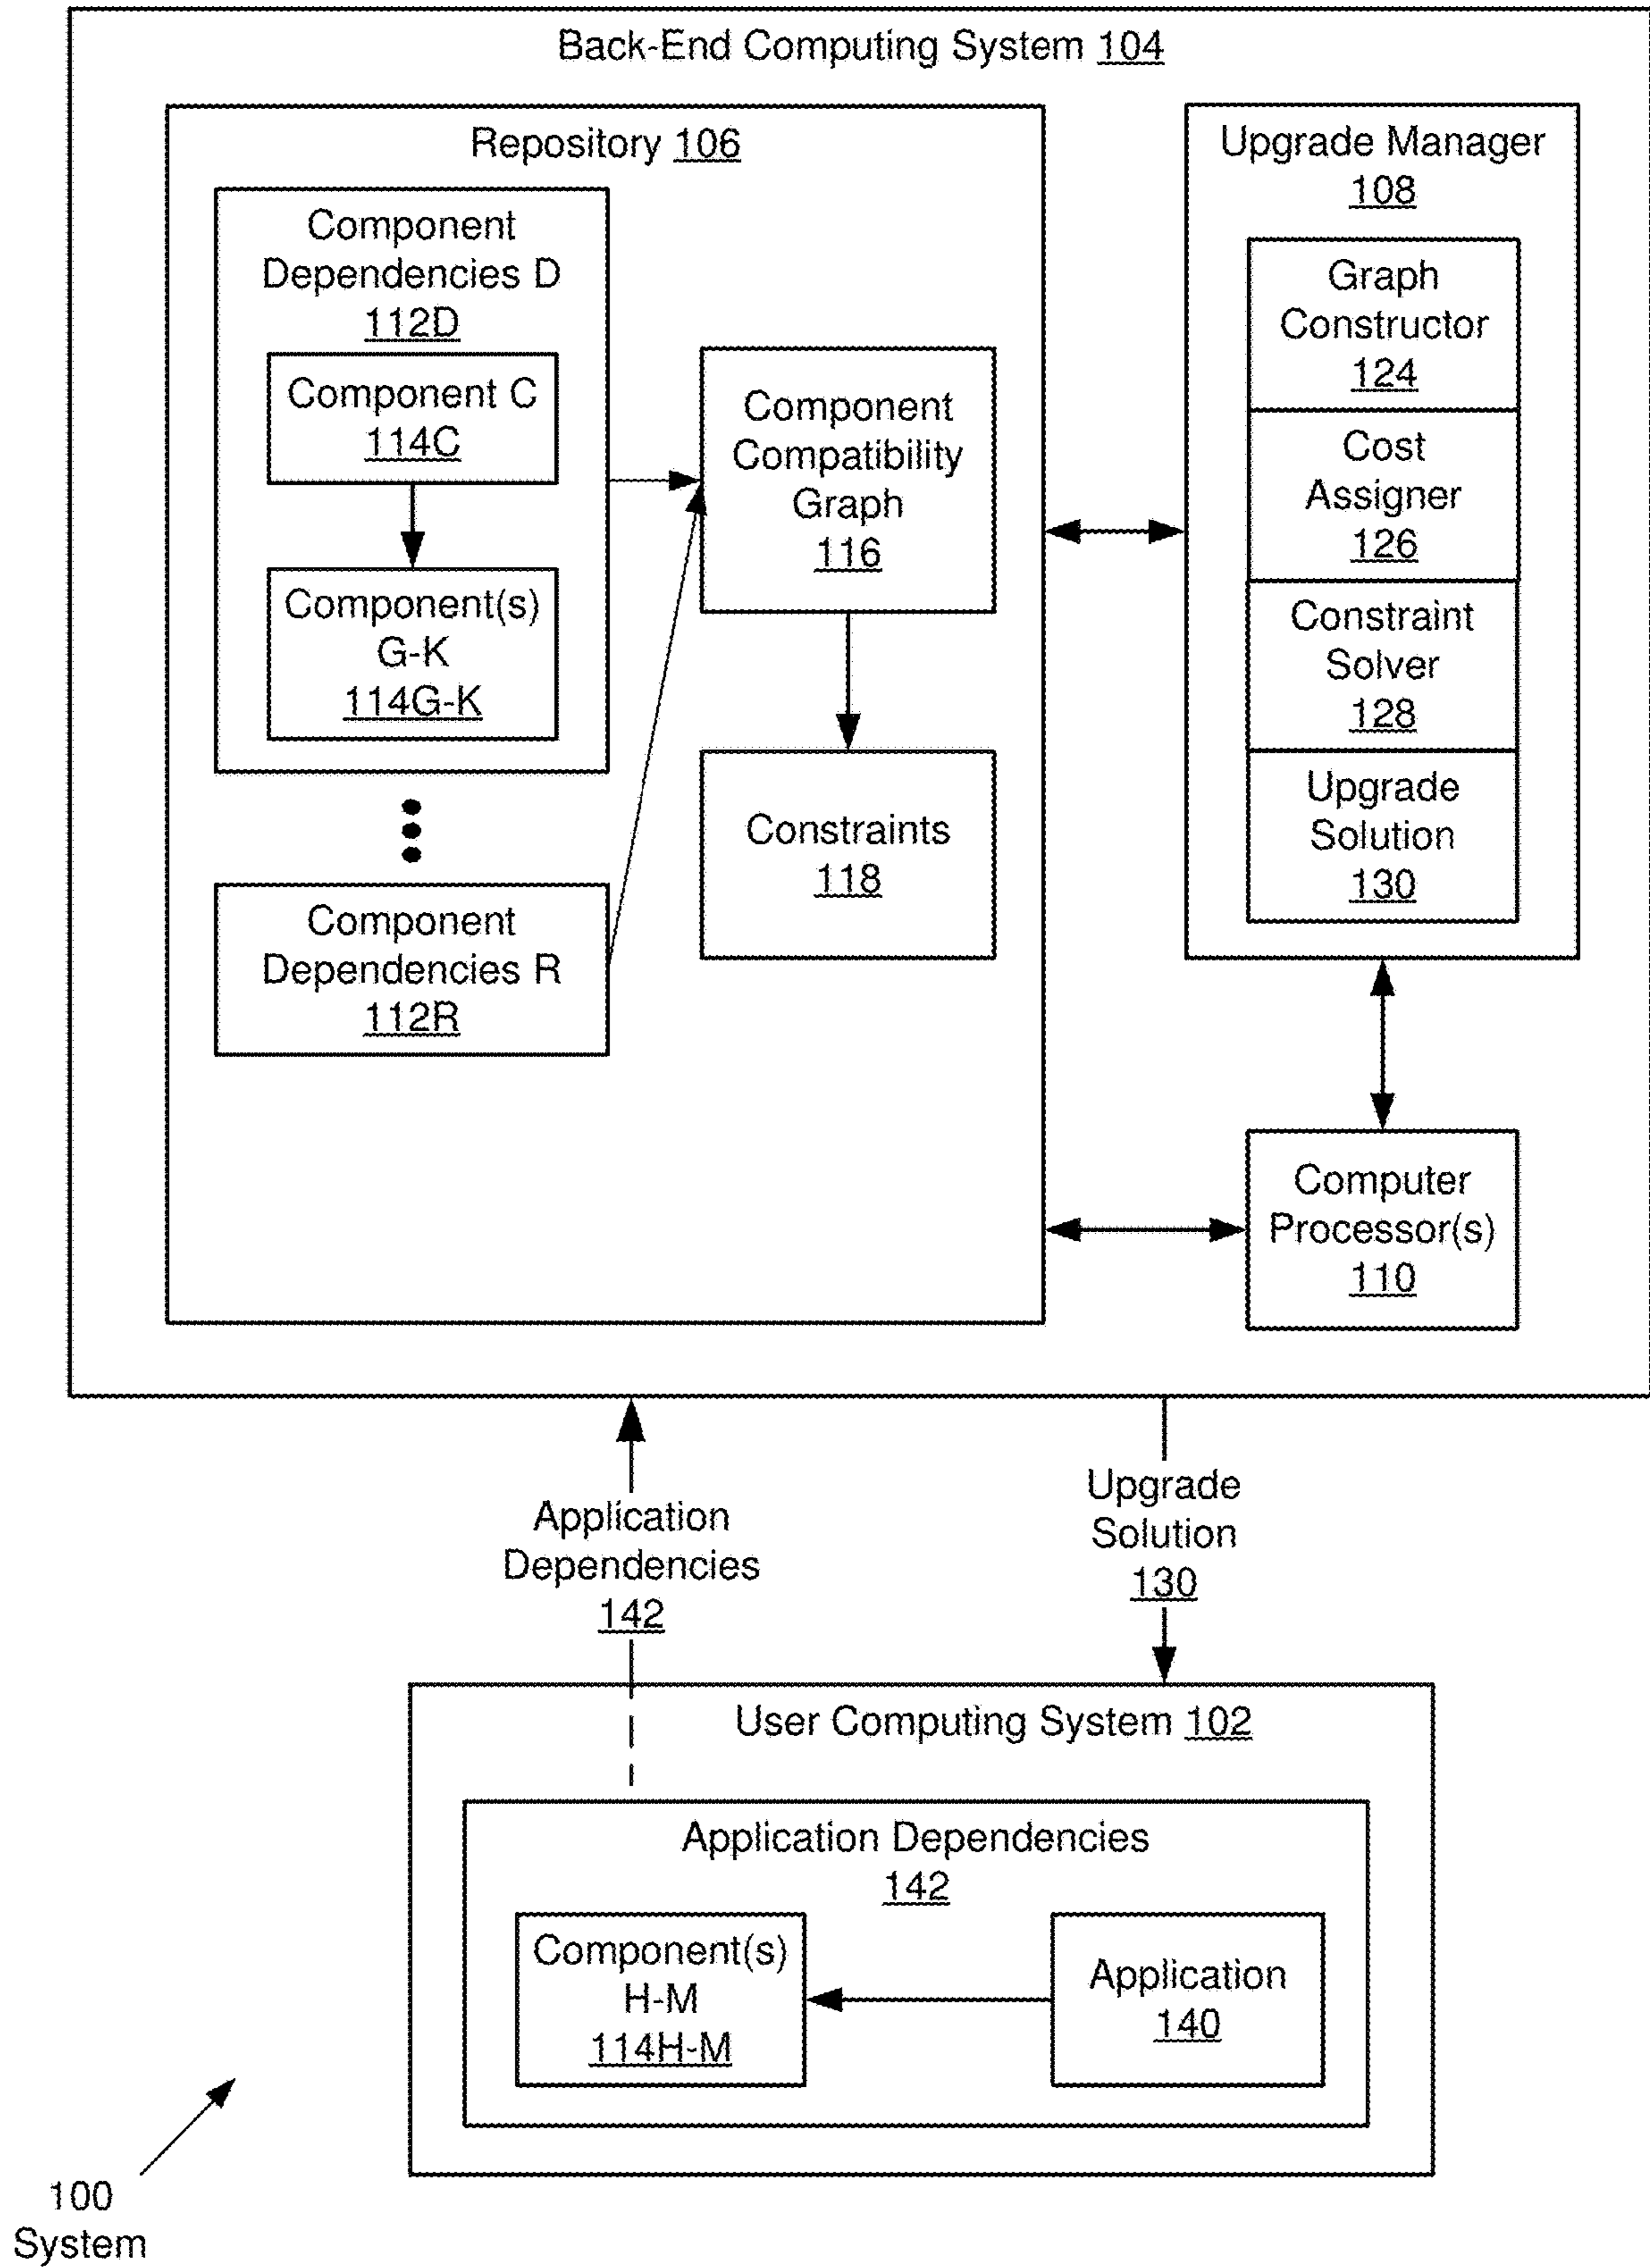 Back-End Computing System 104
Repository 106
Component
Dependencies D
112D
Component C
114C
Component(s)
G-K
114G-K
Component
Dependencies R
112R
Component
Compatibility
Graph
116
Constraints
118
Upgrade Manager
108
Graph
Constructor
124
Cost
Assigner
126
Constraint
Solver
128
Upgrade
Solution
130
Computer
Processor(s)
110
Application
Dependencies
142
Upgrade
Solution
130
User Computing System 102
Application Dependencies
142
Component(s)
H-M
114H-M
Application
140
100
System